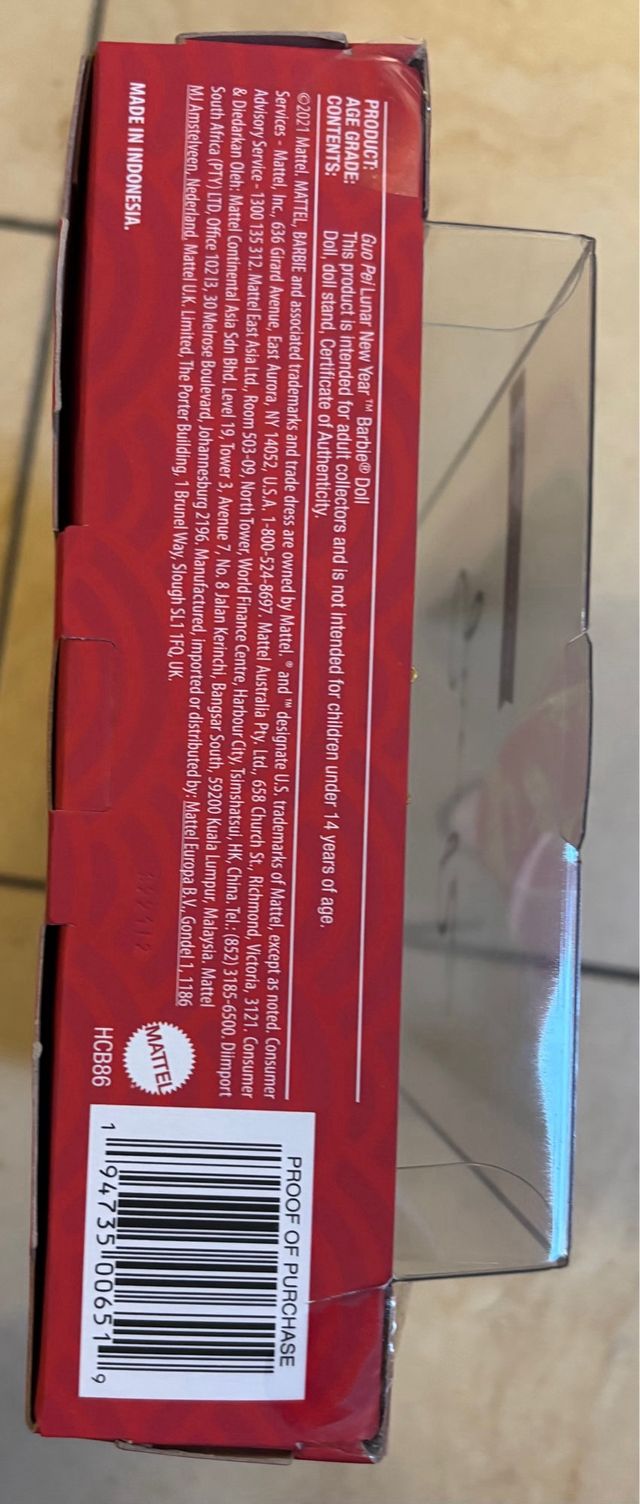 PRODUCT: Guo Pei Lunar New Year™ Barbie® Doll
AGE GRADE: This product is intended for adult collectors and is not intended for children under 14 years of age.
CONTENTS: Doll, doll stand, Certificate of Authenticity.
©2021 Mattel. MATTEL, BARBIE and associated trademarks and trade dress are owned by Mattel. ® and ™ designate U.S. trademarks of Mattel, except as noted. Consumer
Services - Mattel, Inc., 636 Girard Avenue, East Aurora, NY 14052, U.S.A. 1-800-524-8697. Mattel Australia Pty. Ltd., 658 Church St., Richmond, Victoria, 3121. Consumer
Advisory Service - 1300 135 312. Mattel East Asia Ltd., Room 503-09, North Tower, World Finance Centre, Harbour City, Tsimshatsui, HK, China. Tel.: (852) 3185-6500. Diimport
& Diedarkan Oleh: Mattel Continental Asia Sdn Bhd. Level 19, Tower 3, Avenue 7, No. 8 Jalan Kerinchi, Bangsar South, 59200 Kuala Lumpur, Malaysia. Mattel
South Africa (PTY) LTD, Office 102 I3, 30 Melrose Boulevard, Johannesburg 2196. Manufactured, imported or distributed by: Mattel Europa B.V., Gondel 1, 1186
MJ Amstelveen, Nederland. Mattel U.K. Limited, The Porter Building, 1 Brunel Way, Slough SL1 1FQ, UK.
MADE IN INDONESIA.
MATTEL
HCB86
PROOF OF PURCHASE
1 94735 00651 9